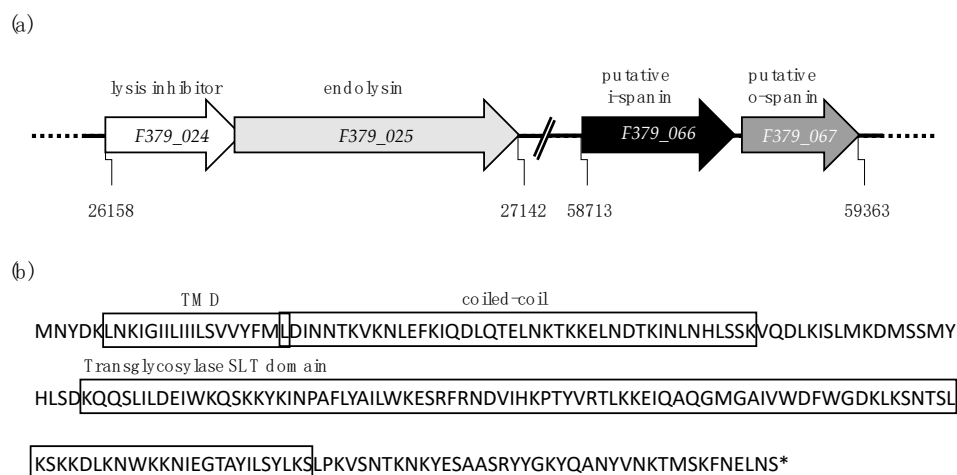 (a)
lysis inhibitor endolysin putative i-spanin putative o-spanin
F379_024 F379_025 F379_066 F379_067
26158 27142 58713 59363
(b)
TMD coiled-coil
MNYDKLNKIGIILIIILSVVYFMLDINNTKVKNLEFKIQDLQTELNKTKKELNDTKINLNHLSSKVQDLKISLMKDMSSMY
Transglycosylase SLT domain
HLSDKQQSLILDEIWKQSKKYKINPAFLYAILWKESRFRNDVIHKPTYVRTLKKEIQAQGMGAIVWDFWGDKLKSNTSL
KSKKDLKNWKKNIEGTAYILSYLKSLPKVSNTKNKYESAASRYYGKYQANYVNKTMSKFNELNS*